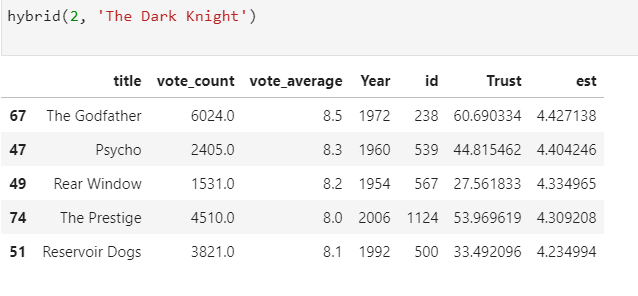 hybrid(2, 'The Dark Knight')
title vote_count vote_average Year id Trust est
67 The Godfather 6024.0 8.5 1972 238 60.690334 4.427138
47 Psycho 2405.0 8.3 1960 539 44.815462 4.404246
49 Rear Window 1531.0 8.2 1954 567 27.561833 4.334965
74 The Prestige 4510.0 8.0 2006 1124 53.969619 4.309208
51 Reservoir Dogs 3821.0 8.1 1992 500 33.492096 4.234994